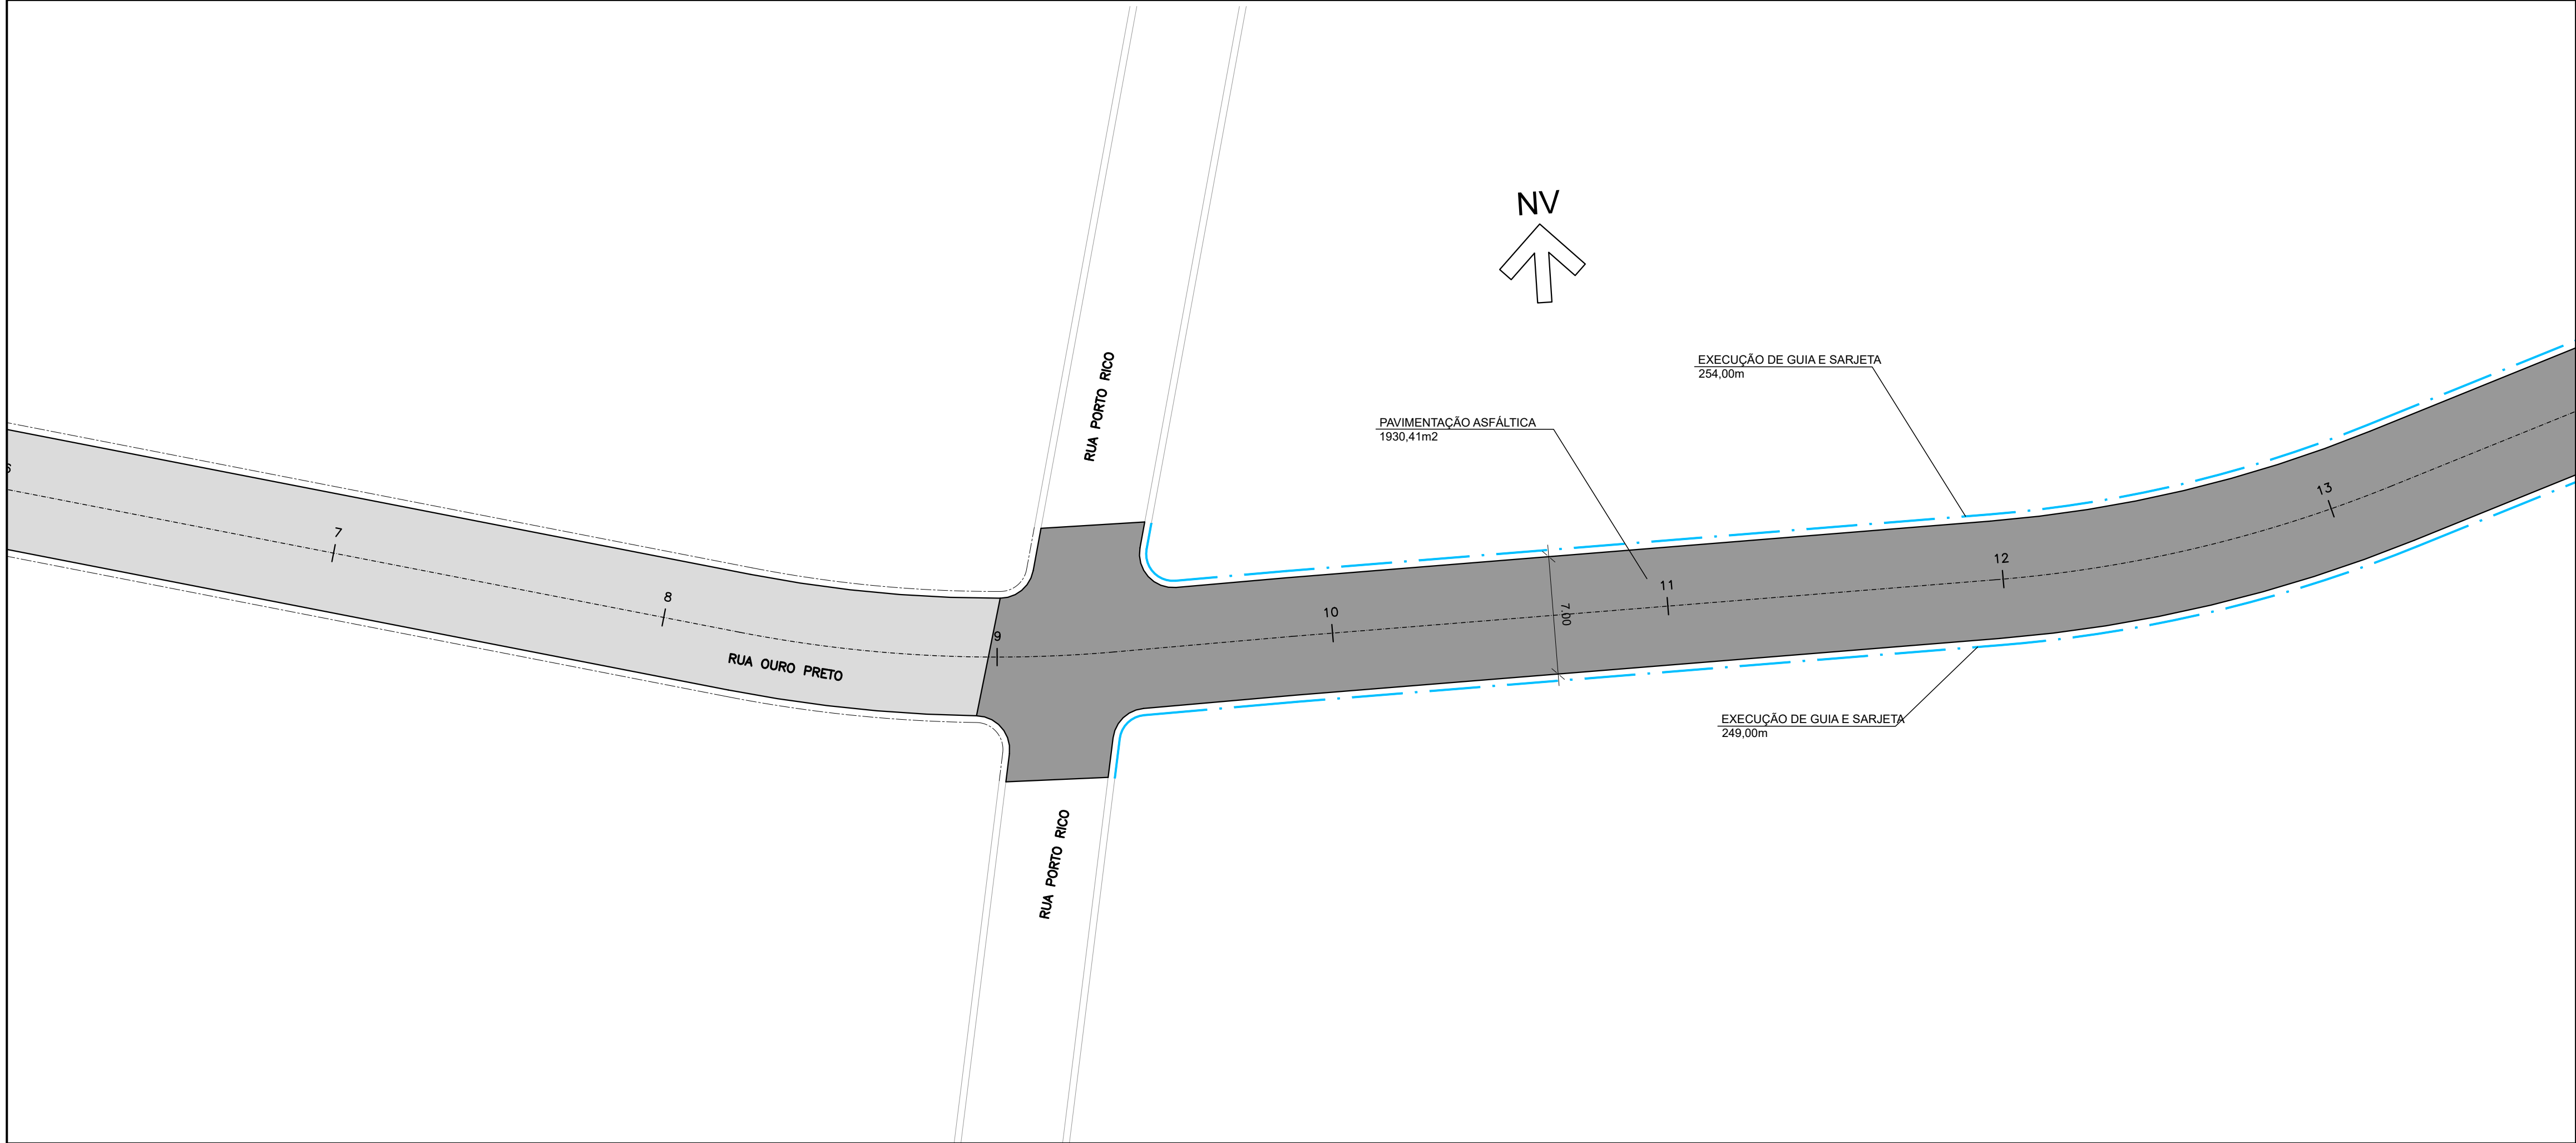 NV
RUA PORTO RICO
EXECUÇÃO DE GUIA E SARJETA
254,00m
PAVIMENTAÇÃO ASFÁLTICA
1930,41m2
6
7
8
9
10
11
12
13
7.00
RUA OURO PRETO
EXECUÇÃO DE GUIA E SARJETA
249,00m
RUA PORTO RICO